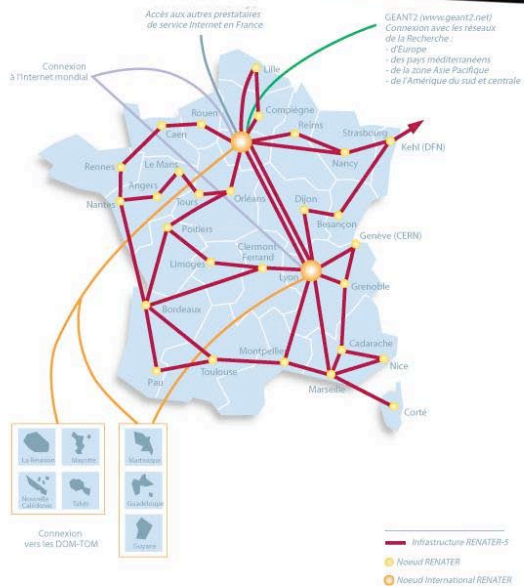 Accès aux autres prestataires
de service Internet en France
GEANT2 (www.geant2.net)
Connexion avec les réseaux
de la Recherche :
- d'Europe
- des pays méditerranéens
- de la zone Asie Pacifique
- de l'Amérique du sud et centrale
Connexion
à l'Internet mondial
Lille
Compiègne
Rouen
Caen
Reims
Strasbourg
Kehl (DFN)
Nancy
Rennes
Le Mans
Angers
Nantes
Tours
Orléans
Dijon
Besançon
Poitiers
Genève (CERN)
Limoges
Clermont
Ferrand
Lyon
Grenoble
Bordeaux
Cadarache
Montpellier
Nice
Pau
Toulouse
Marseille
Corté
La Réunion
Mayotte
Martinique
Nouvelle
Calédonie
Tahiti
Guadeloupe
Guyane
Connexion
vers les DOM-TOM
Infrastructure RENATER-5
Noeud RENATER
Noeud International RENATER